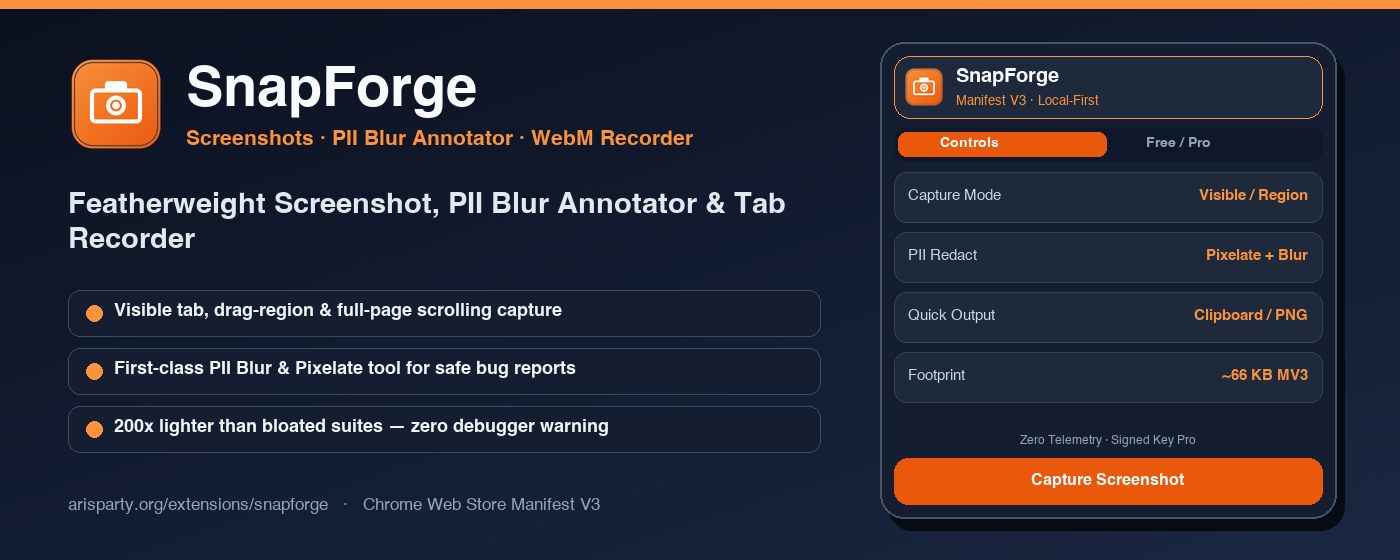 SnapForge
Screenshots · PII Blur Annotator · WebM Recorder
Featherweight Screenshot, PII Blur Annotator & Tab
Recorder
Visible tab, drag-region & full-page scrolling capture
First-class PII Blur & Pixelate tool for safe bug reports
200x lighter than bloated suites — zero debugger warning
arisparty.org/extensions/snapforge · Chrome Web Store Manifest V3
SnapForge
Manifest V3 · Local-First
Controls Free / Pro
Capture Mode Visible / Region
PII Redact Pixelate + Blur
Quick Output Clipboard / PNG
Footprint ~66 KB MV3
Zero Telemetry · Signed Key Pro
Capture Screenshot